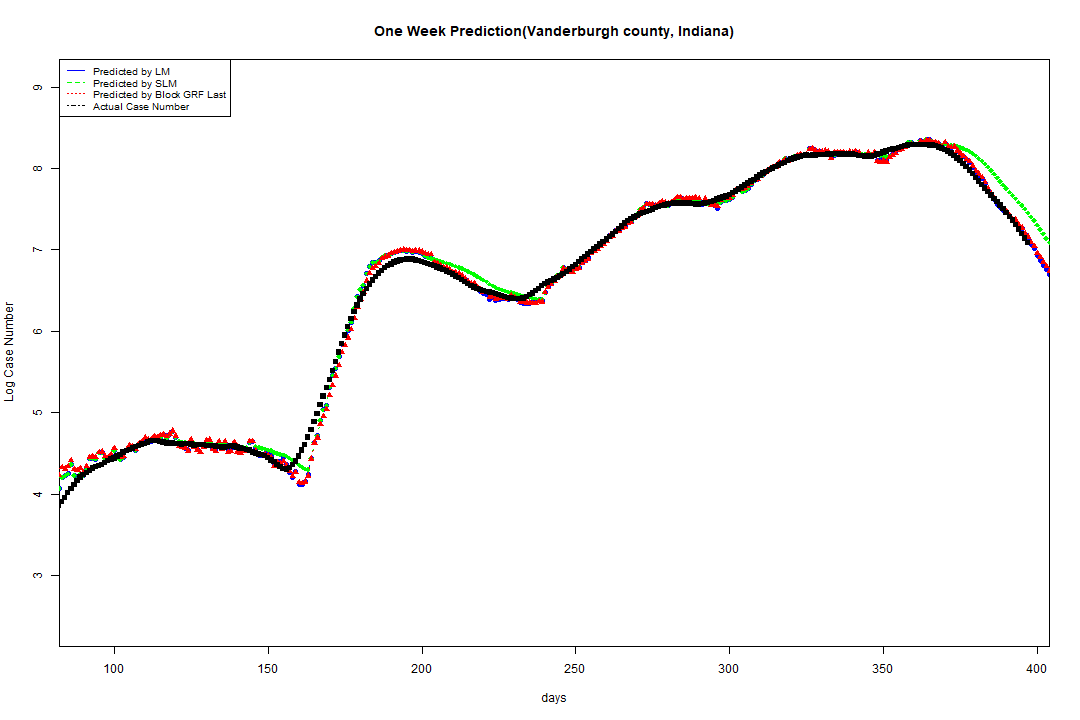 One Week Prediction(Vanderburgh county, Indiana)
Predicted by LM
Predicted by SLM
Predicted by Block GRF Last
Actual Case Number
9
8
7
6
5
4
3
Log Case Number
100 150 200 250 300 350 400
days